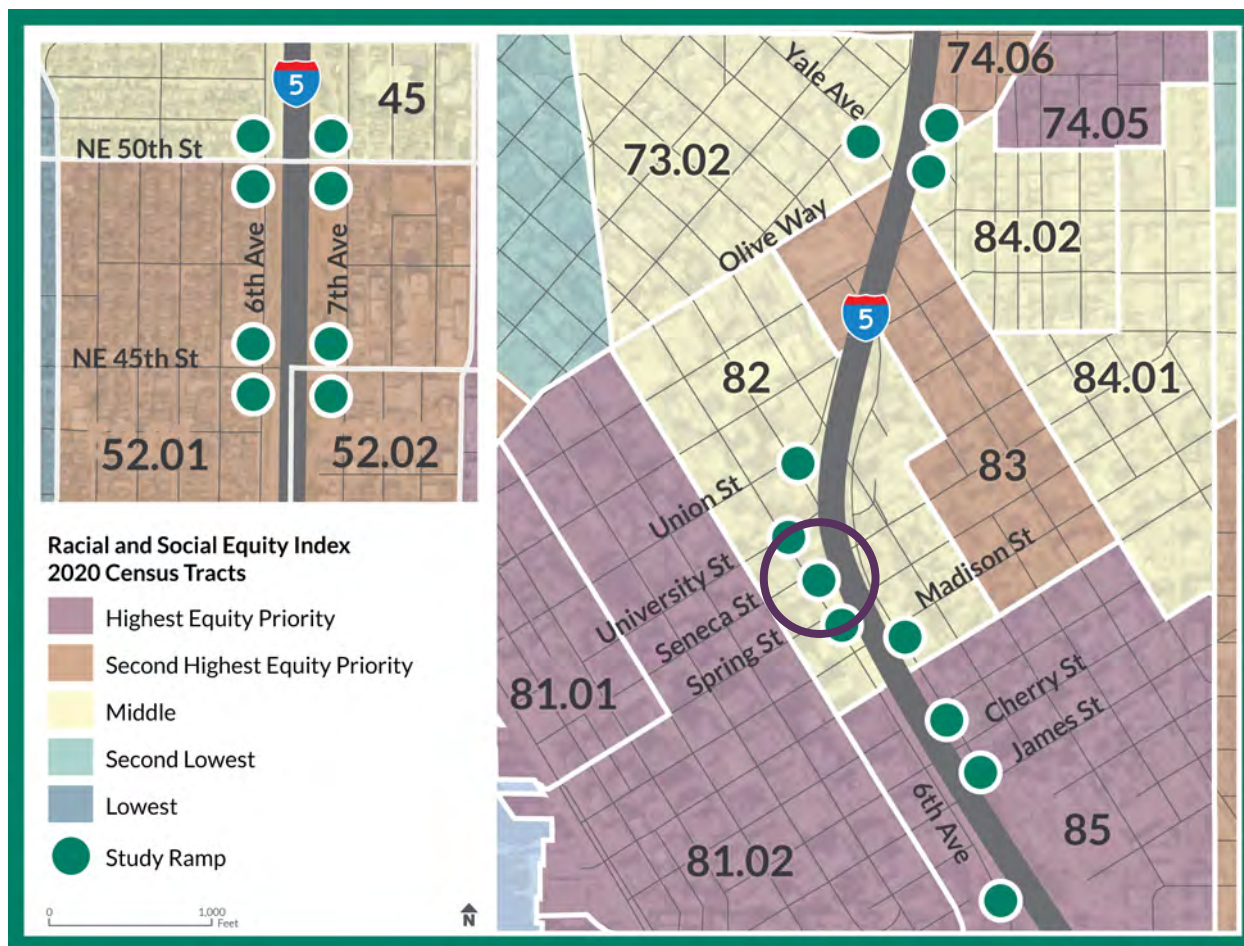 5
45
NE 50th St
6th Ave
7th Ave
NE 45th St
52.01
52.02
Racial and Social Equity Index
2020 Census Tracts
Highest Equity Priority
Second Highest Equity Priority
Middle
Second Lowest
Lowest
Study Ramp
0
1,000
Feet
N
74.06
Yale Ave
74.05
73.02
Olive Way
84.02
5
82
84.01
83
Union St
University St
Madison St
Seneca St
Spring St
81.01
Cherry St
James St
6th Ave
85
81.02